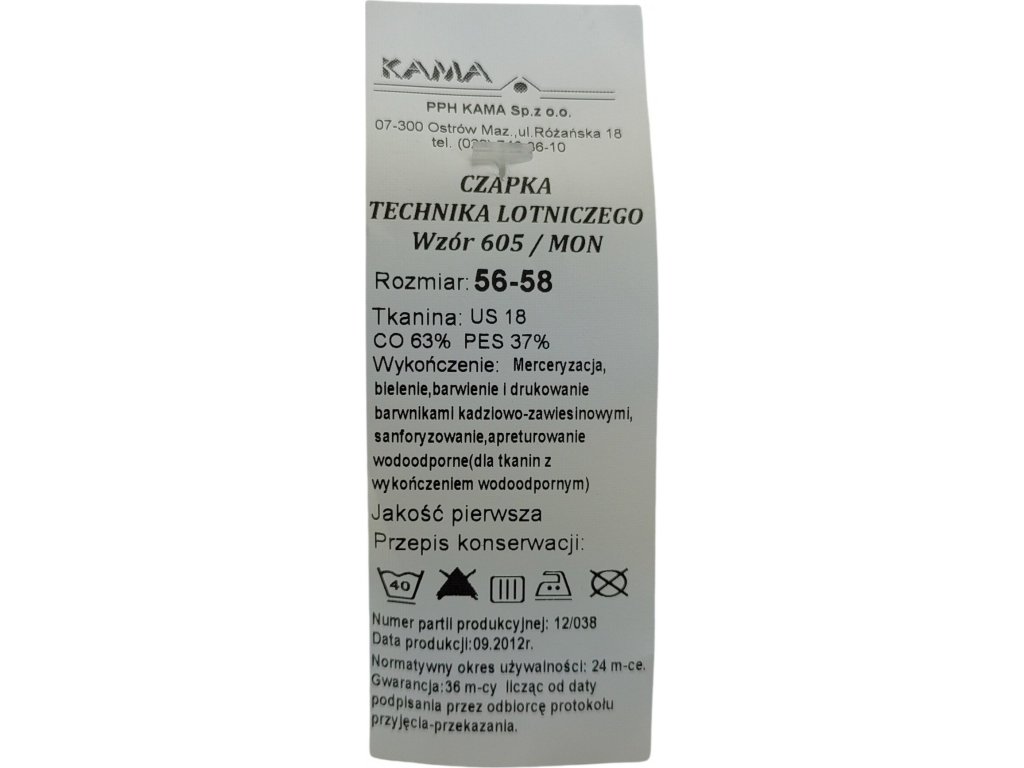 KAMA
PPH KAMA Sp.z o.o.
07-300 Ostrów Maz.,ul.Różańska 18
tel.
CZAPKA
TECHNIKA LOTNICZEGO
Wzór 605 / MON
Rozmiar: 56-58
Tkanina: US 18
CO 63% PES 37%
Wykończenie: Merceryzacja,
bielenie,barwienie i drukowanie
barwnikami kadziowo-zawiesinowymi,
sanforyzowanie,apreturowanie
wodoodporne(dla tkanin z
wykończeniem wodoodpornym)
Jakość pierwsza
Przepis konserwacji:
40
Numer partii produkcyjnej: 12/038
Data produkcji:09.2012r.
Normatywny okres używalności: 24 m-ce.
Gwarancja:36 m-cy licząc od daty
podpisania przez odbiorcę protokołu
przyjęcia-przekazania.